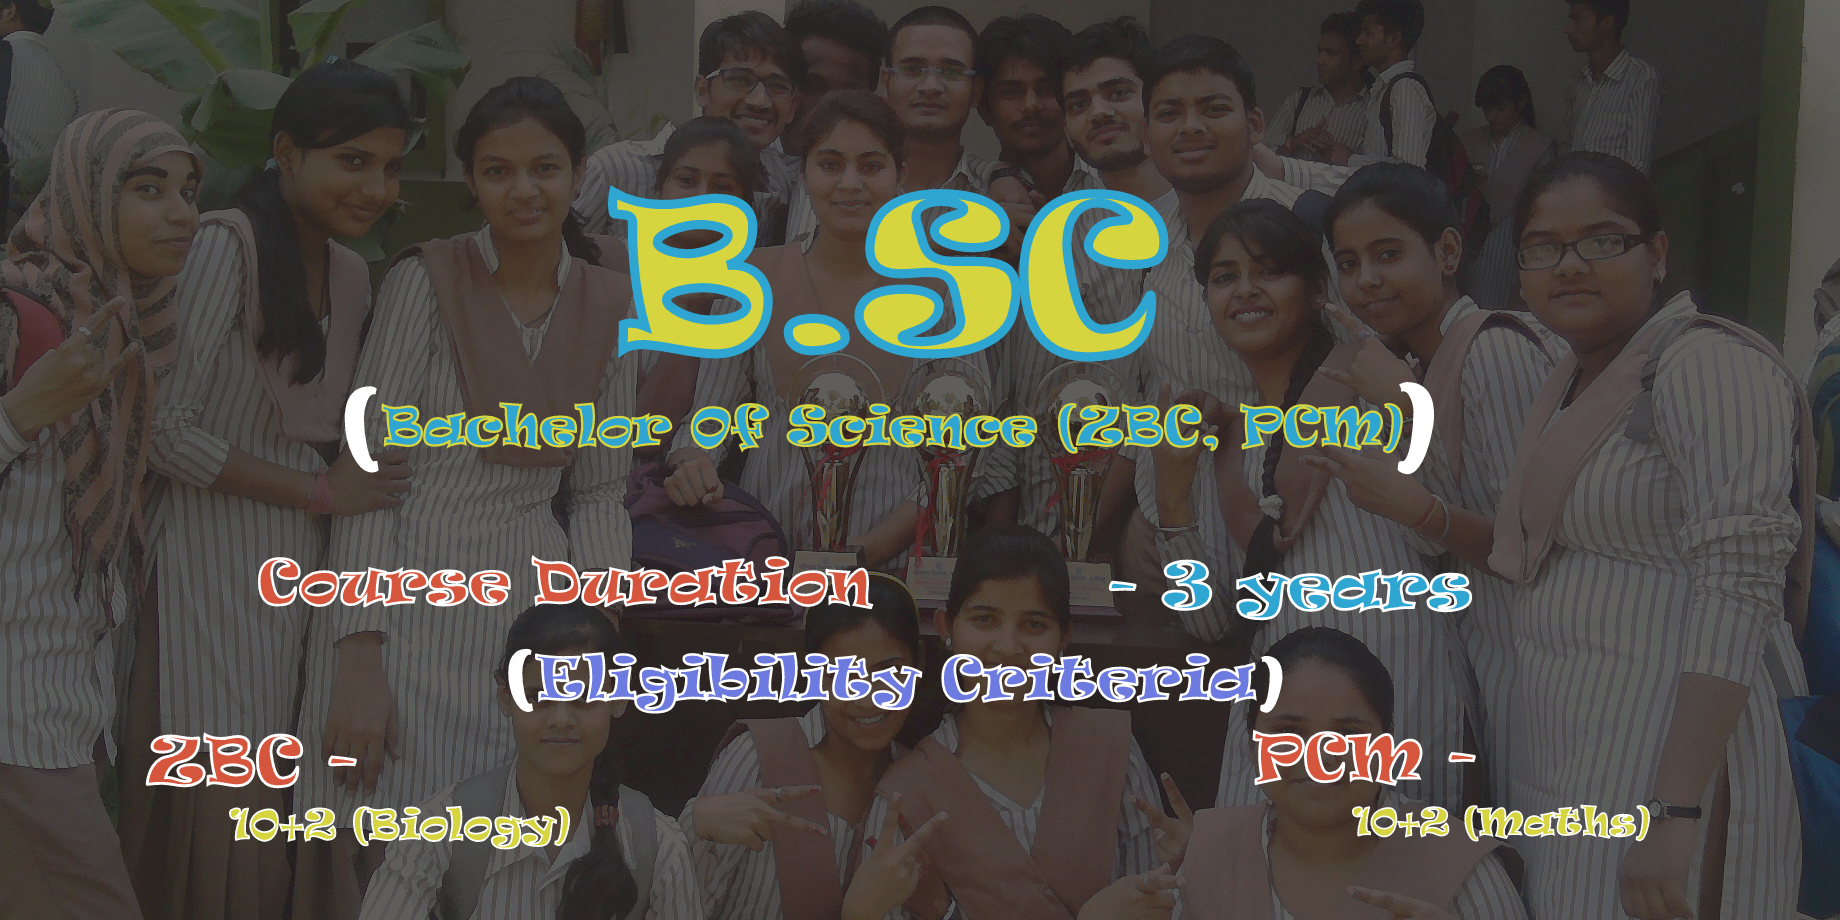 B.SC
(Bachelor Of Science (ZBC, PCM))
Course Duration - 3 years
(Eligibility Criteria)
ZBC - PCM -
10+2 (Biology) 10+2 (Maths)